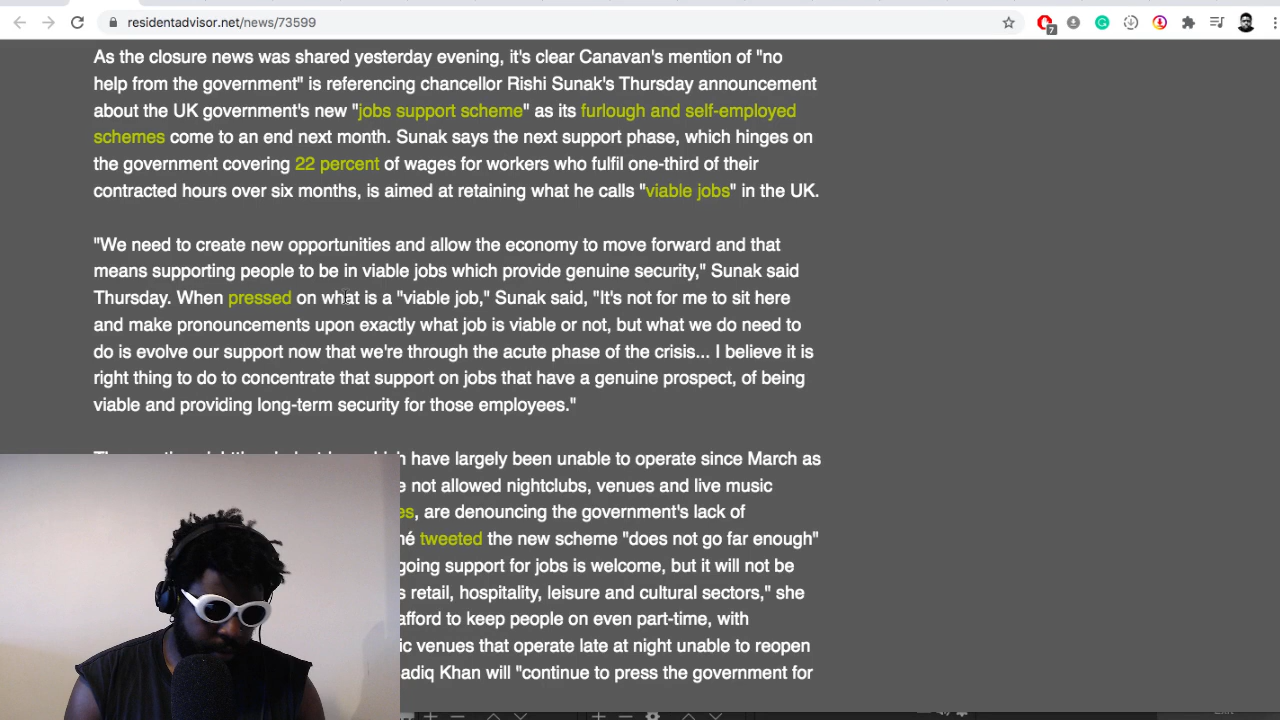 residentadvisor.net/news/73599
7
As the closure news was shared yesterday evening, it's clear Canavan's mention of "no
help from the government" is referencing chancellor Rishi Sunak's Thursday announcement
about the UK government's new "jobs support scheme" as its furlough and self-employed
schemes come to an end next month. Sunak says the next support phase, which hinges on
the government covering 22 percent of wages for workers who fulfil one-third of their
contracted hours over six months, is aimed at retaining what he calls "viable jobs" in the UK.
"We need to create new opportunities and allow the economy to move forward and that
means supporting people to be in viable jobs which provide genuine security," Sunak said
Thursday. When pressed on what is a "viable job," Sunak said, "It's not for me to sit here
and make pronouncements upon exactly what job is viable or not, but what we do need to
do is evolve our support now that we're through the acute phase of the crisis... I believe it is
right thing to do to concentrate that support on jobs that have a genuine prospect, of being
viable and providing long-term security for those employees."
have largely been unable to operate since March as
not allowed nightclubs, venues and live music
, are denouncing the government's lack of
tweeted the new scheme "does not go far enough"
going support for jobs is welcome, but it will not be
retail, hospitality, leisure and cultural sectors," she
afford to keep people on even part-time, with
venues that operate late at night unable to reopen
Khan will "continue to press the government for